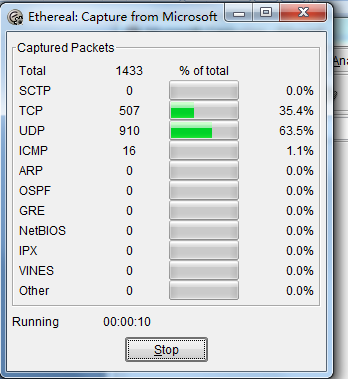 Ethereal: Capture from Microsoft
Captured Packets
Total 1433 % of total
SCTP 0 0.0%
TCP 507 35.4%
UDP 910 63.5%
ICMP 16 1.1%
ARP 0 0.0%
OSPF 0 0.0%
GRE 0 0.0%
NetBIOS 0 0.0%
IPX 0 0.0%
VINES 0 0.0%
Other 0 0.0%
Running 00:00:10
Stop
Ana